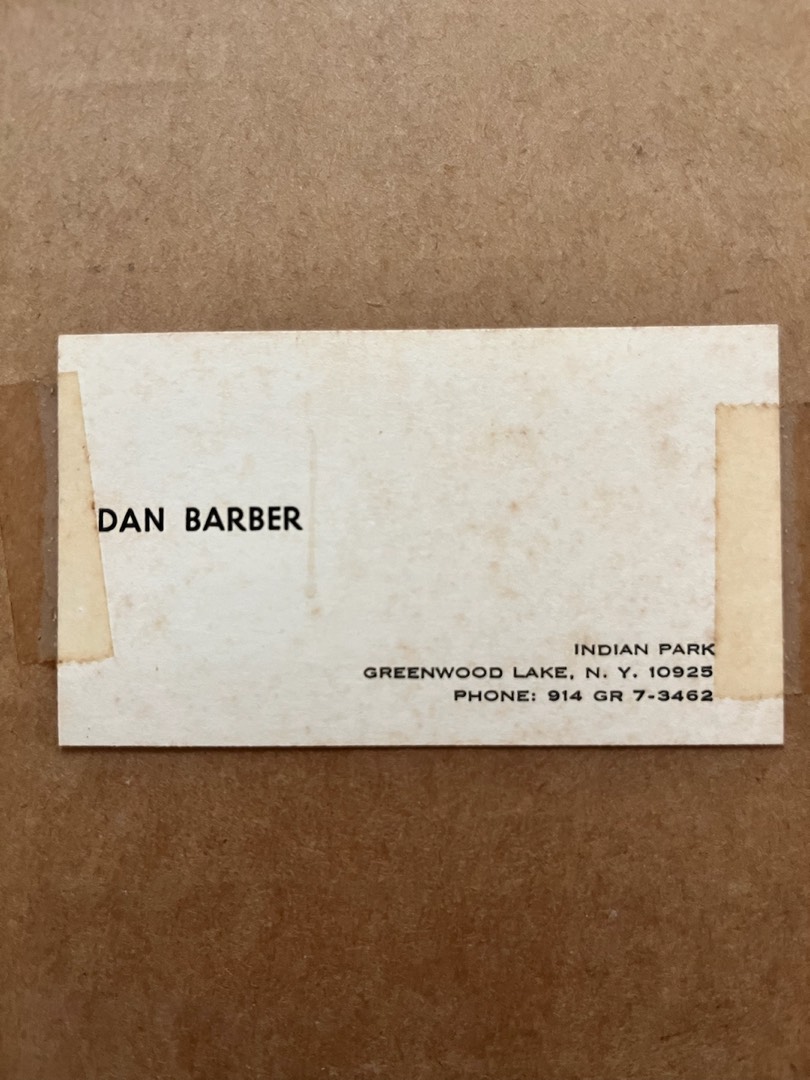 DAN BARBER
INDIAN PARK
GREENWOOD LAKE, N. Y. 10925
PHONE: 914 GR 7-3462